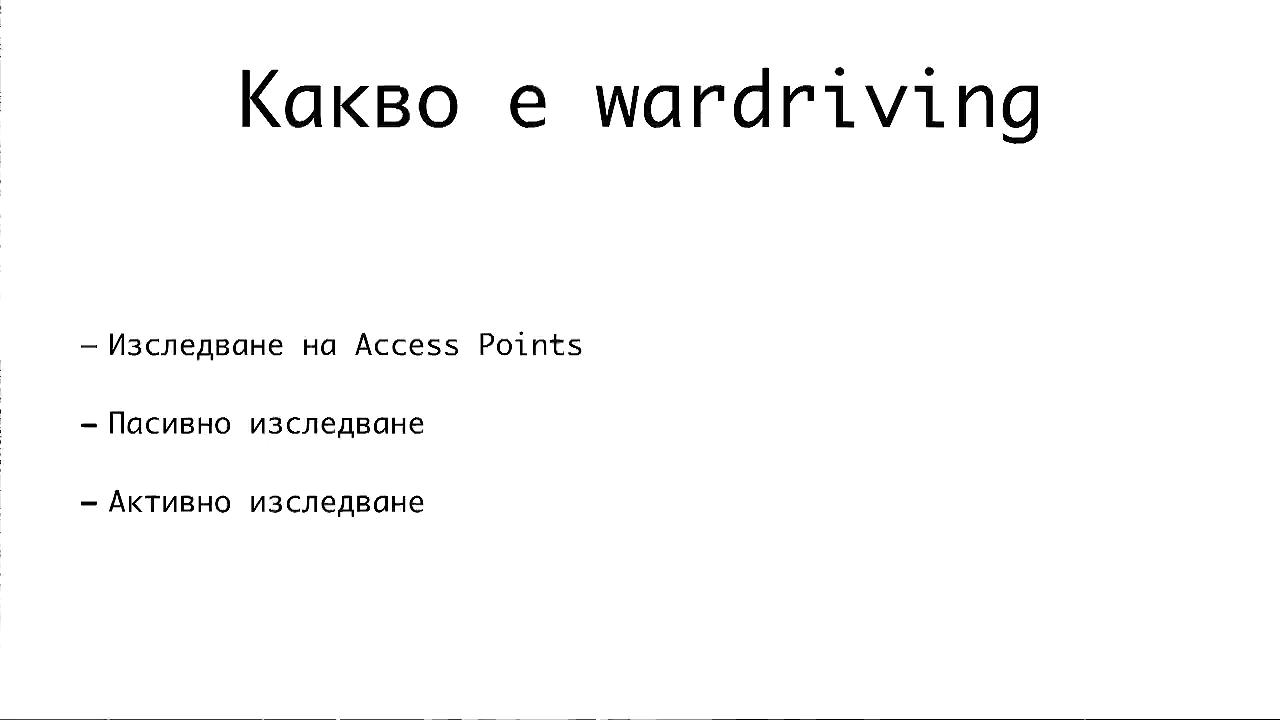 Какво е wardriving
– Изследване на Access Points
– Пасивно изследване
– Активно изследване